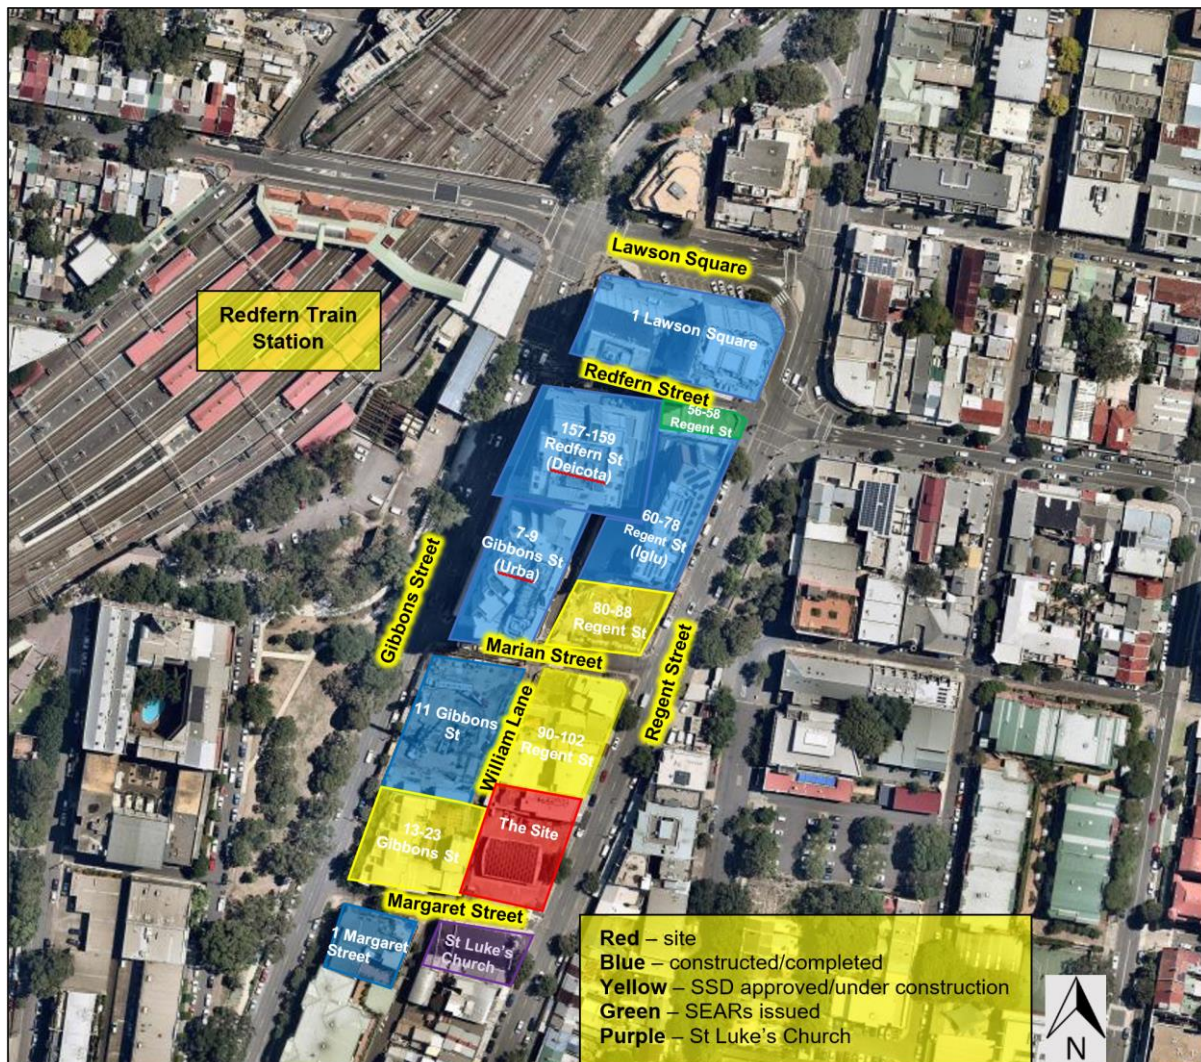 Lawson Square
Redfern Train
Station
1 Lawson Square
Redfern Street
56-58
Regent St
157-159
Redfern St
(Deicota)
60-78
Regent St
(Iglu)
7-9
Gibbons St
(Urba)
Gibbons Street
80-88
Regent St
Marian Street
Regent Street
11 Gibbons
St
William Lane
90-102
Regent St
The Site
13-23
Gibbons St
Margaret Street
1 Margaret
Street
St Luke's
Church
Red – site
Blue – constructed/completed
Yellow – SSD approved/under construction
Green – SEARs issued
Purple – St Luke's Church
N